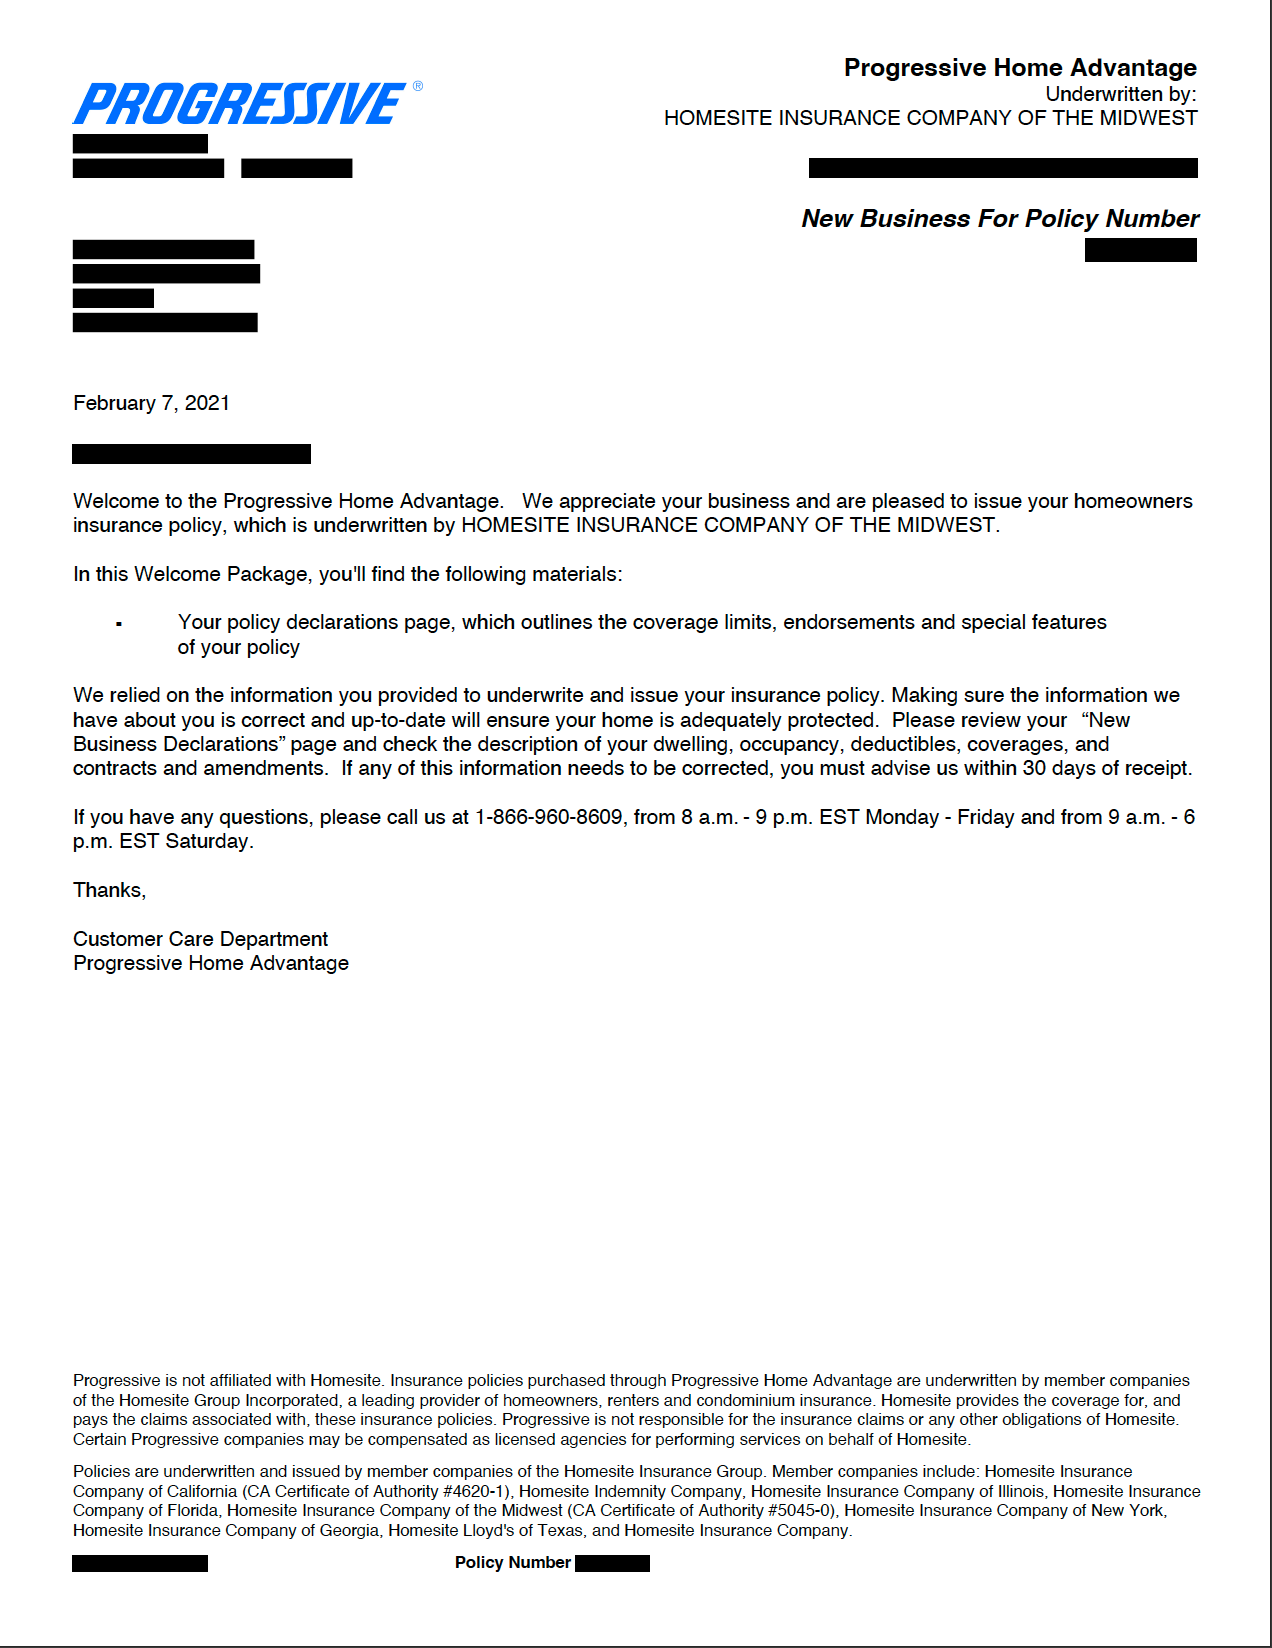 PROGRESSIVE®
Progressive Home Advantage
Underwritten by:
HOMESITE INSURANCE COMPANY OF THE MIDWEST
New Business For Policy Number
February 7, 2021
Welcome to the Progressive Home Advantage. We appreciate your business and are pleased to issue your homeowners
insurance policy, which is underwritten by HOMESITE INSURANCE COMPANY OF THE MIDWEST.
In this Welcome Package, you'll find the following materials:
▪ Your policy declarations page, which outlines the coverage limits, endorsements and special features
of your policy
We relied on the information you provided to underwrite and issue your insurance policy. Making sure the information we
have about you is correct and up-to-date will ensure your home is adequately protected. Please review your “New
Business Declarations” page and check the description of your dwelling, occupancy, deductibles, coverages, and
contracts and amendments. If any of this information needs to be corrected, you must advise us within 30 days of receipt.
If you have any questions, please call us at 1-866-960-8609, from 8 a.m. - 9 p.m. EST Monday - Friday and from 9 a.m. - 6
p.m. EST Saturday.
Thanks,
Customer Care Department
Progressive Home Advantage
Progressive is not affiliated with Homesite. Insurance policies purchased through Progressive Home Advantage are underwritten by member companies
of the Homesite Group Incorporated, a leading provider of homeowners, renters and condominium insurance. Homesite provides the coverage for, and
pays the claims associated with, these insurance policies. Progressive is not responsible for the insurance claims or any other obligations of Homesite.
Certain Progressive companies may be compensated as licensed agencies for performing services on behalf of Homesite.
Policies are underwritten and issued by member companies of the Homesite Insurance Group. Member companies include: Homesite Insurance
Company of California (CA Certificate of Authority #4620-1), Homesite Indemnity Company, Homesite Insurance Company of Illinois, Homesite Insurance
Company of Florida, Homesite Insurance Company of the Midwest (CA Certificate of Authority #5045-0), Homesite Insurance Company of New York,
Homesite Insurance Company of Georgia, Homesite Lloyd's of Texas, and Homesite Insurance Company.
Policy Number